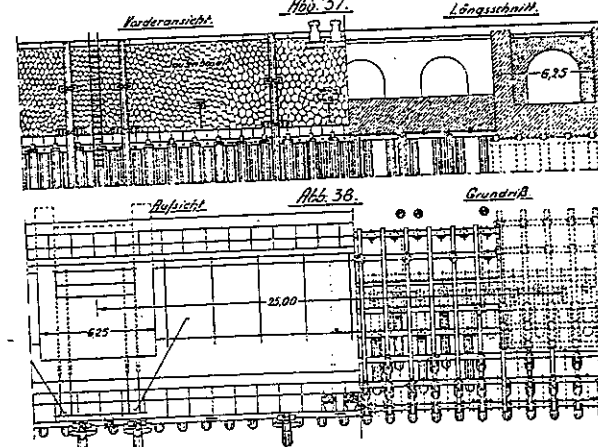 Abb. 37.
Vorderansicht.
Längsschnitt.
6,25
Abb. 38.
Aufsicht
Grundriß.
25,00
6,25